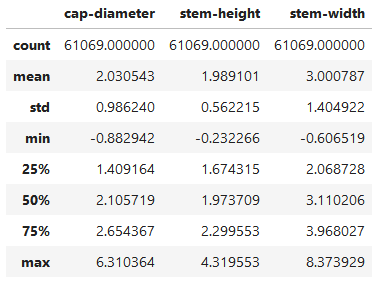 cap-diameter stem-height stem-width
count 61069.000000 61069.000000 61069.000000
mean 2.030543 1.989101 3.000787
std 0.986240 0.562215 1.404922
min -0.882942 -0.232266 -0.606519
25% 1.409164 1.674315 2.068728
50% 2.105719 1.973709 3.110206
75% 2.654367 2.299553 3.968027
max 6.310364 4.319553 8.373929